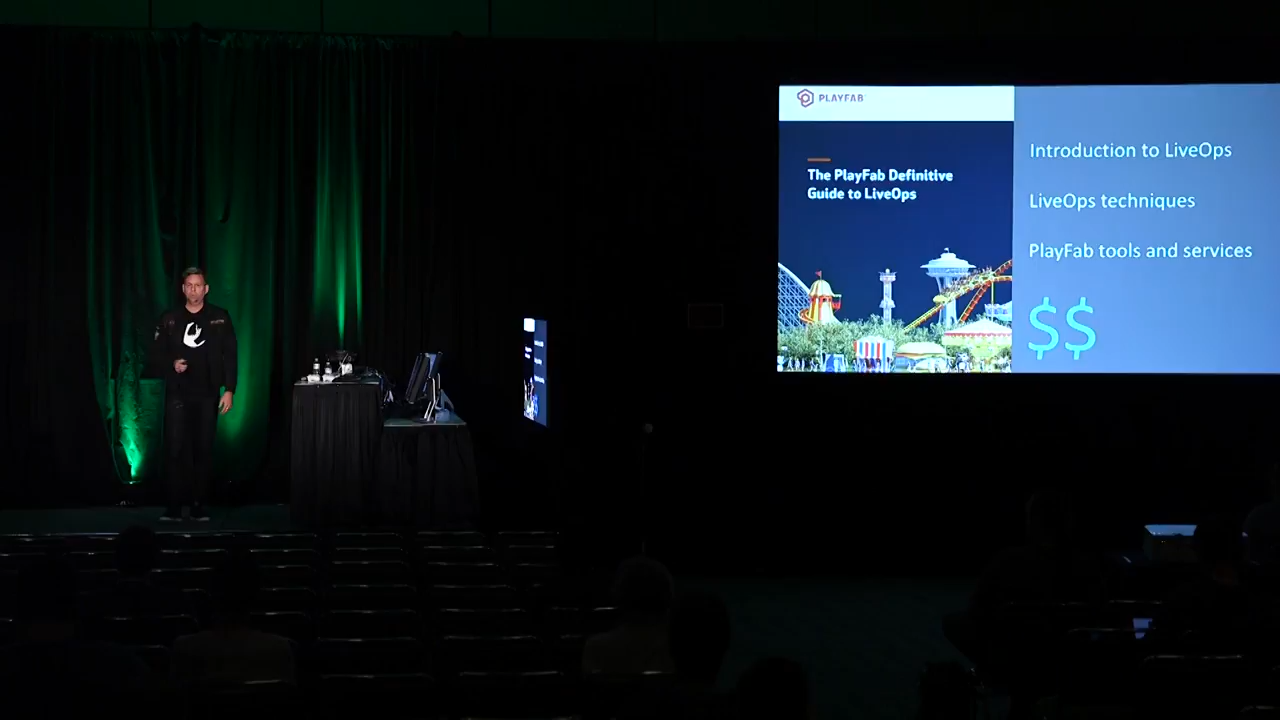 PLAYFAB
The PlayFab Definitive
Guide to LiveOps
Introduction to LiveOps
LiveOps techniques
PlayFab tools and services
$$